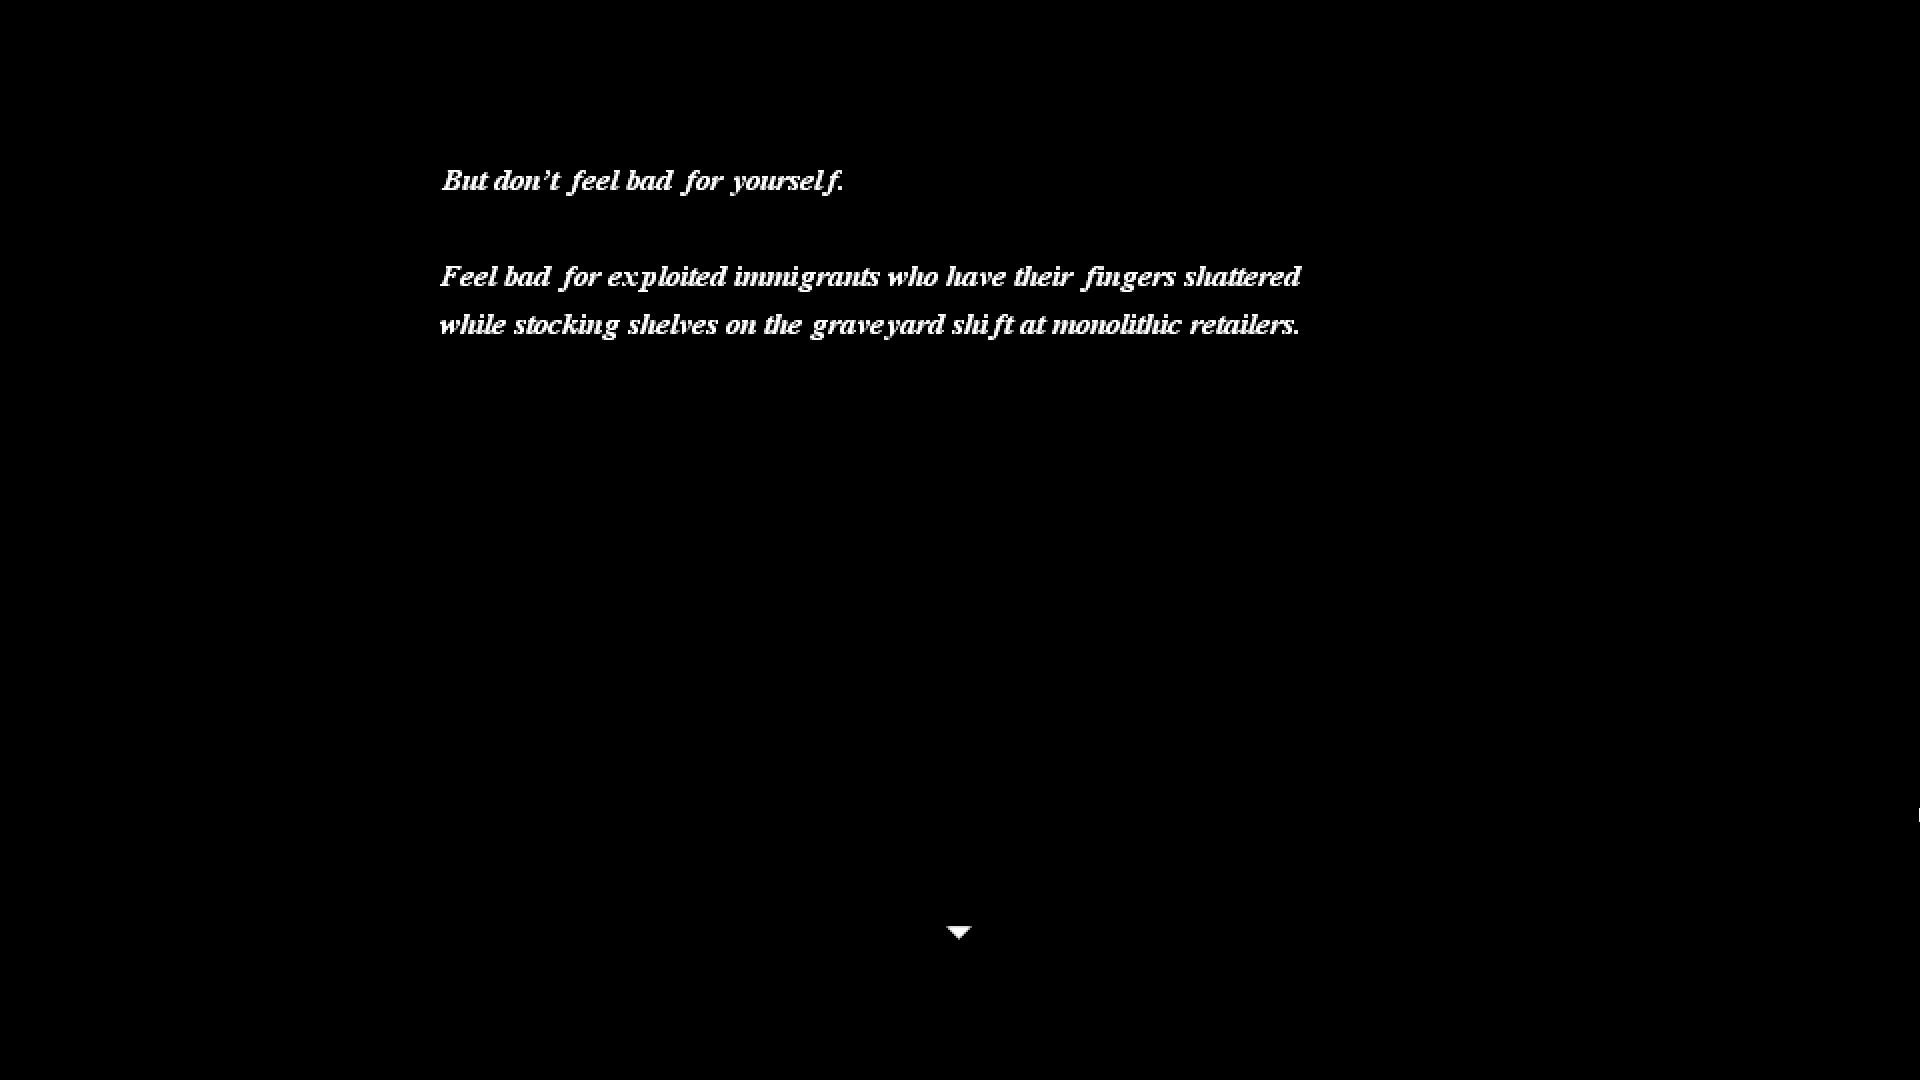 But don’t feel bad for yourself.
Feel bad for exploited immigrants who have their fingers shattered
while stocking shelves on the graveyard shift at monolithic retailers.